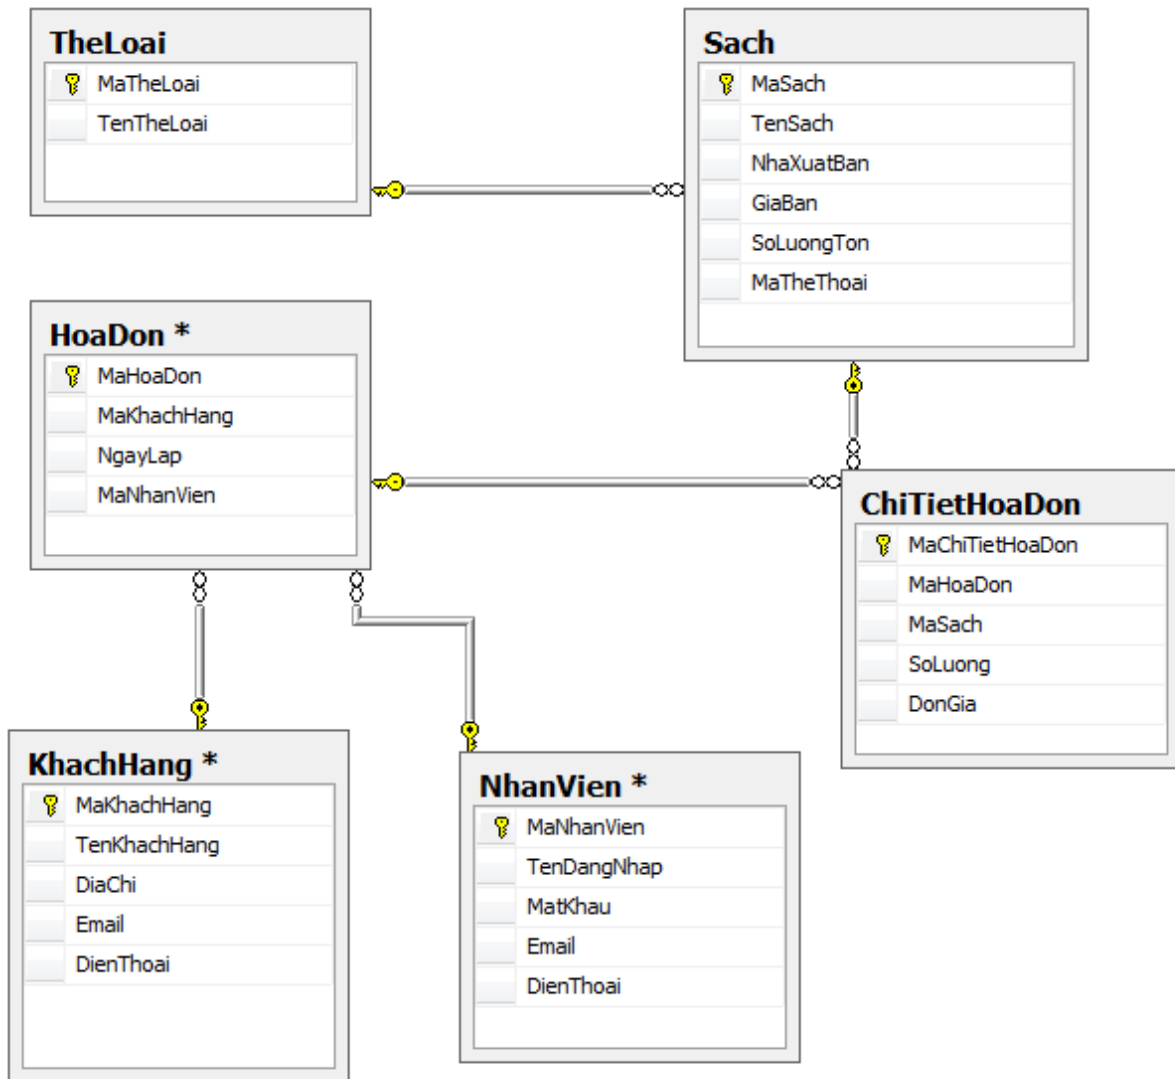 TheLoai
MaTheLoai
TenTheLoai
Sach
MaSach
TenSach
NhaXuatBan
GiaBan
SoLuongTon
MaTheThoai
HoaDon *
MaHoaDon
MaKhachHang
NgayLap
MaNhanVien
ChiTietHoaDon
MaChiTietHoaDon
MaHoaDon
MaSach
SoLuong
DonGia
KhachHang *
MaKhachHang
TenKhachHang
DiaChi
Email
DienThoai
NhanVien *
MaNhanVien
TenDangNhap
MatKhau
Email
DienThoai